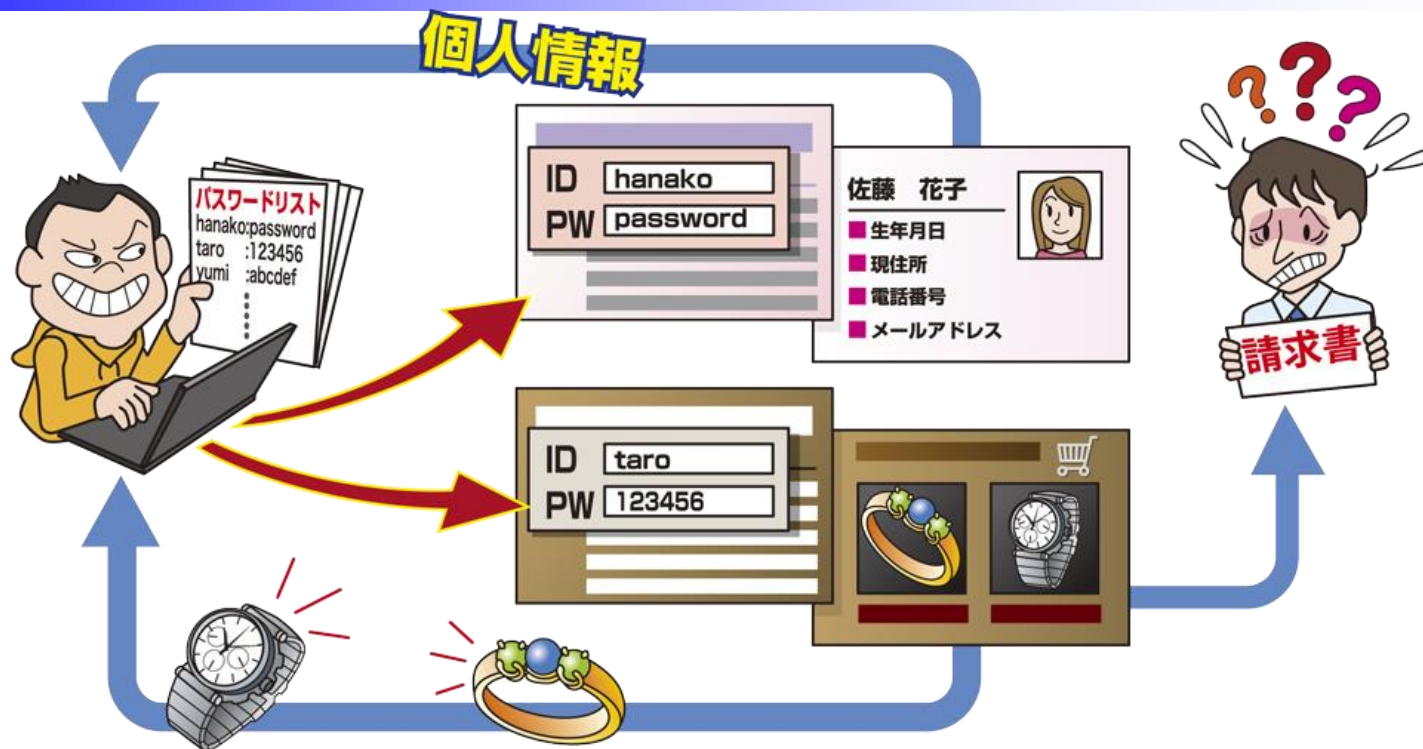 個人情報
パスワードリスト
hanako:password
taro :123456
yumi :abcdef
ID hanako
PW password
佐藤 花子
■生年月日
■現住所
■電話番号
■メールアドレス
???
請求書
ID taro
PW 123456